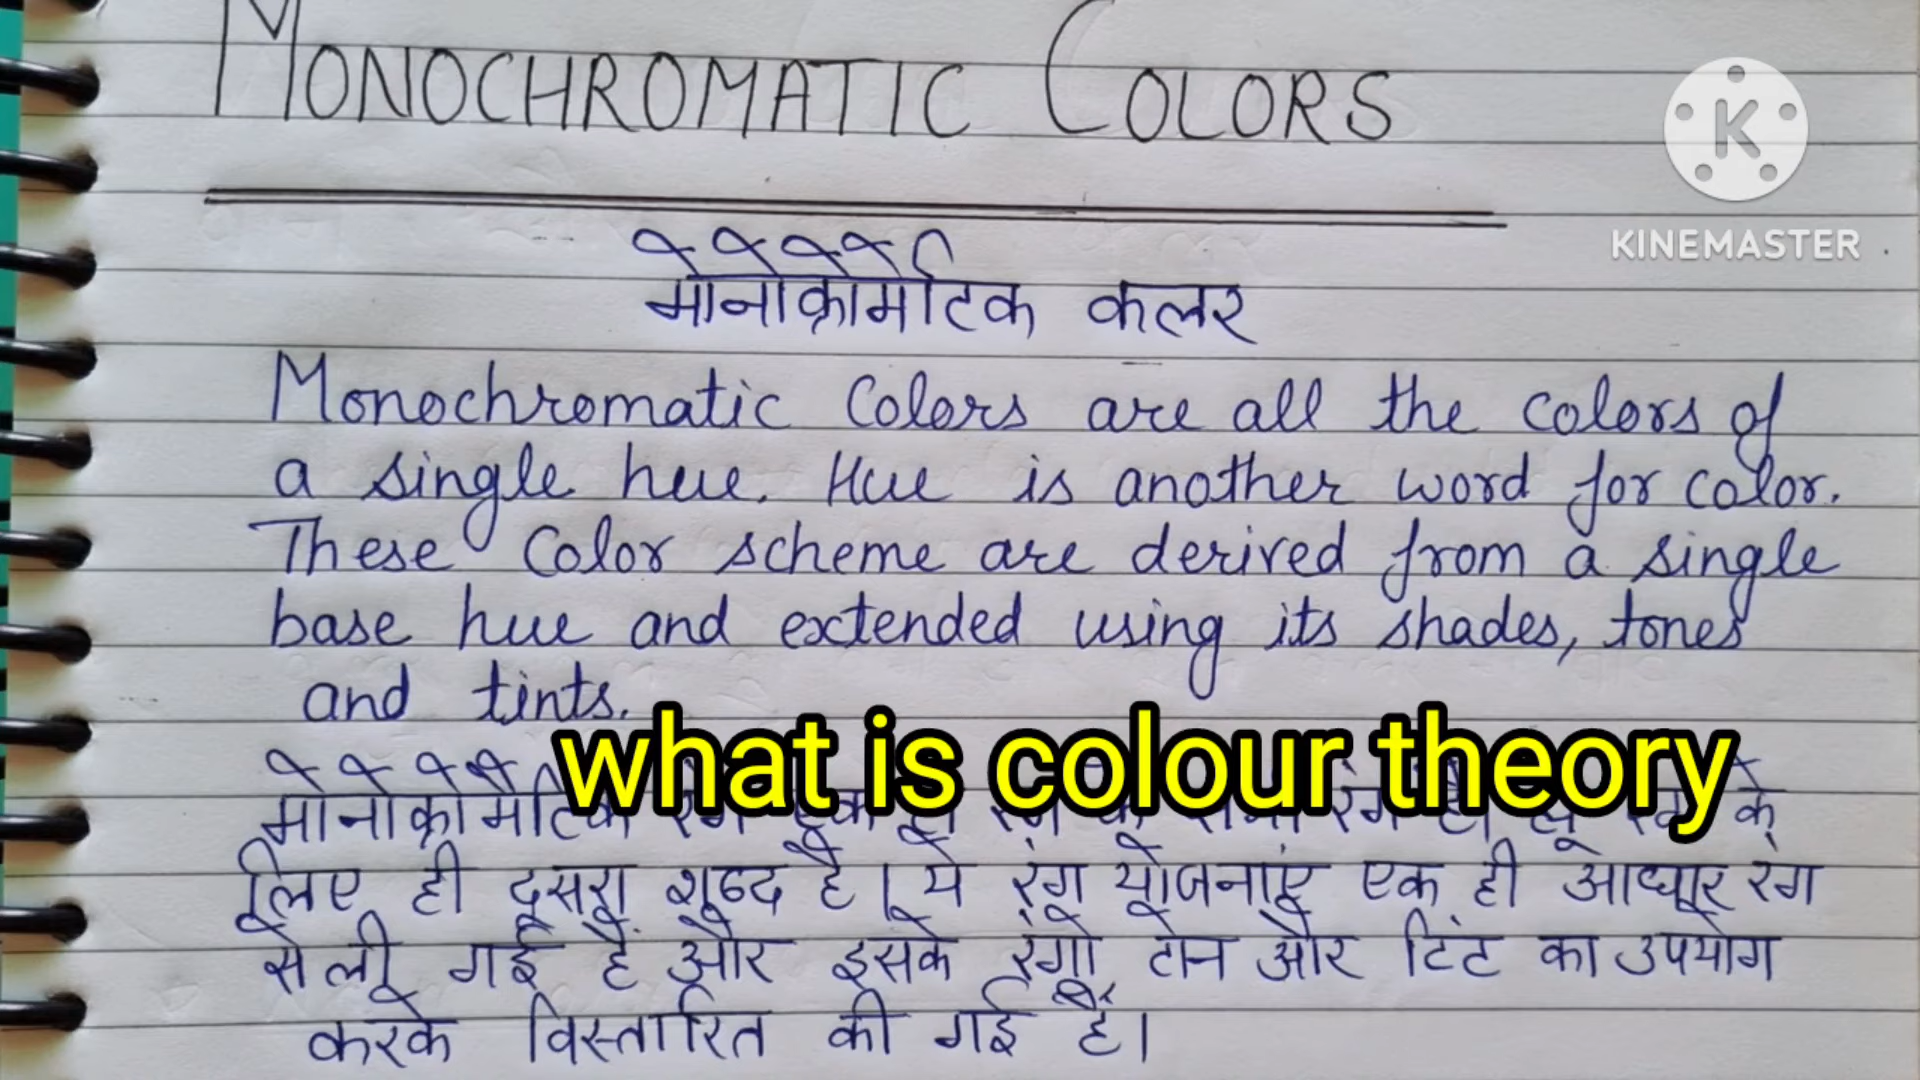 MONOCHROMATIC COLORS
K
KINEMASTER
मोनोक्रोमेटिक कलर
Monochromatic Colors are all the colors of
a single hue. Hue is another word for color.
These Color scheme are derived from a single
base hue and extended using its shades, tones
and tints.
what is colour theory
मोनोक्रोमैटिक रंग एक ही के
लिए ही दूसरा शब्द है । ये रंग योजनाएं एक ही आधार रंग
से ली गई हैं और इसके रंगो टोन और टिंट का उपयोग
करके विस्तारित की गई हैं ।